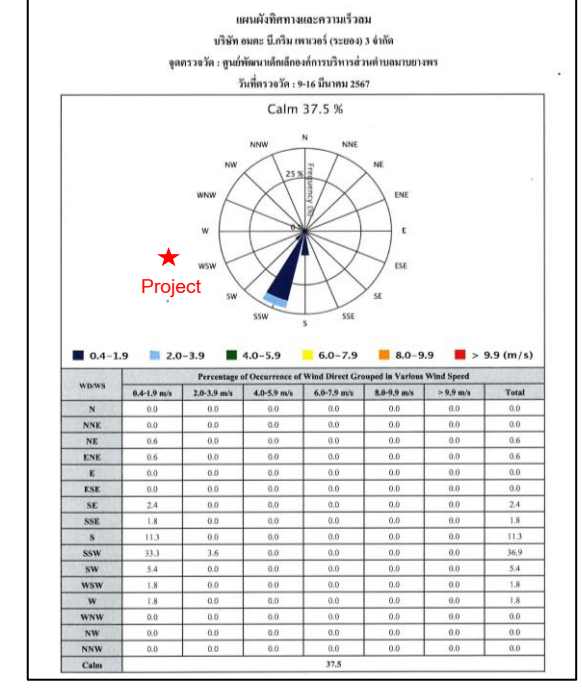 แผนผังทิศทางและความเร็วลม
บริษัท อมตะ บี.กริม เพาเวอร์ (ระยอง) 3 จำกัด
จุดตรวจวัด : ศูนย์พัฒนาเด็กเล็กองค์การบริหารส่วนตำบลมาบยางพร
วันที่ตรวจวัด : 9-16 มีนาคม 2567
Calm 37.5 %
N
NNW NNE
NW NE
25 %
Frequency (%)
WNW ENE
0
W E
WSW ESE
Project
SW SE
SSW SSE
S
0.4-1.9 2.0-3.9 4.0-5.9 6.0-7.9 8.0-9.9 > 9.9 (m/s)
WD/WS Percentage of Occurrence of Wind Direct Grouped in Various Wind Speed
0.4-1.9 m/s 2.0-3.9 m/s 4.0-5.9 m/s 6.0-7.9 m/s 8.0-9.9 m/s > 9.9 m/s Total
N 0.0 0.0 0.0 0.0 0.0 0.0 0.0
NNE 0.0 0.0 0.0 0.0 0.0 0.0 0.0
NE 0.6 0.0 0.0 0.0 0.0 0.0 0.6
ENE 0.6 0.0 0.0 0.0 0.0 0.0 0.6
E 0.0 0.0 0.0 0.0 0.0 0.0 0.0
ESE 0.0 0.0 0.0 0.0 0.0 0.0 0.0
SE 2.4 0.0 0.0 0.0 0.0 0.0 2.4
SSE 1.8 0.0 0.0 0.0 0.0 0.0 1.8
S 11.3 0.0 0.0 0.0 0.0 0.0 11.3
SSW 33.3 3.6 0.0 0.0 0.0 0.0 36.9
SW 5.4 0.0 0.0 0.0 0.0 0.0 5.4
WSW 1.8 0.0 0.0 0.0 0.0 0.0 1.8
W 1.8 0.0 0.0 0.0 0.0 0.0 1.8
WNW 0.0 0.0 0.0 0.0 0.0 0.0 0.0
NW 0.0 0.0 0.0 0.0 0.0 0.0 0.0
NNW 0.0 0.0 0.0 0.0 0.0 0.0 0.0
Calm 37.5